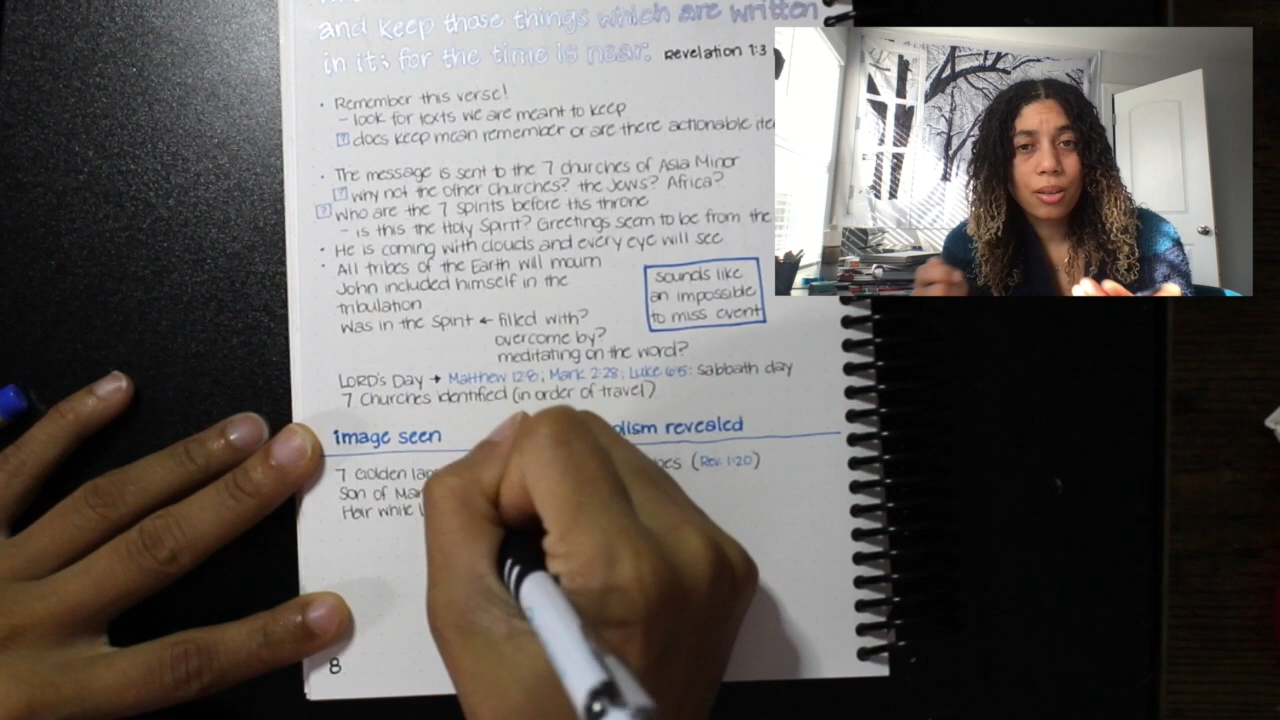 and keep those things which are written
in it: for the time is near. Revelation 1:3
• Remember this verse!
- look for texts we are meant to keep
? does keep mean remember or are there actionable
• The message is sent to the 7 churches of Asia Minor
? why not the other churches? the Jews? Africa?
? Who are the 7 spirits before His throne
- is this the Holy Spirit? Greetings seem to be from the
• He is coming with clouds and every eye will see
• All tribes of the Earth will mourn
John included himself in the
tribulation
sounds like
an impossible
to miss event
Was in the Spirit ← filled with?
overcome by?
meditating on the word?
LORD'S Day → Matthew 12:8; Mark 2:28; Luke 6:5: Sabbath day
7 Churches identified (in order of travel)
image seen
revealed
7 Golden
(Rev. 1:20)
Son of
Hair white
8